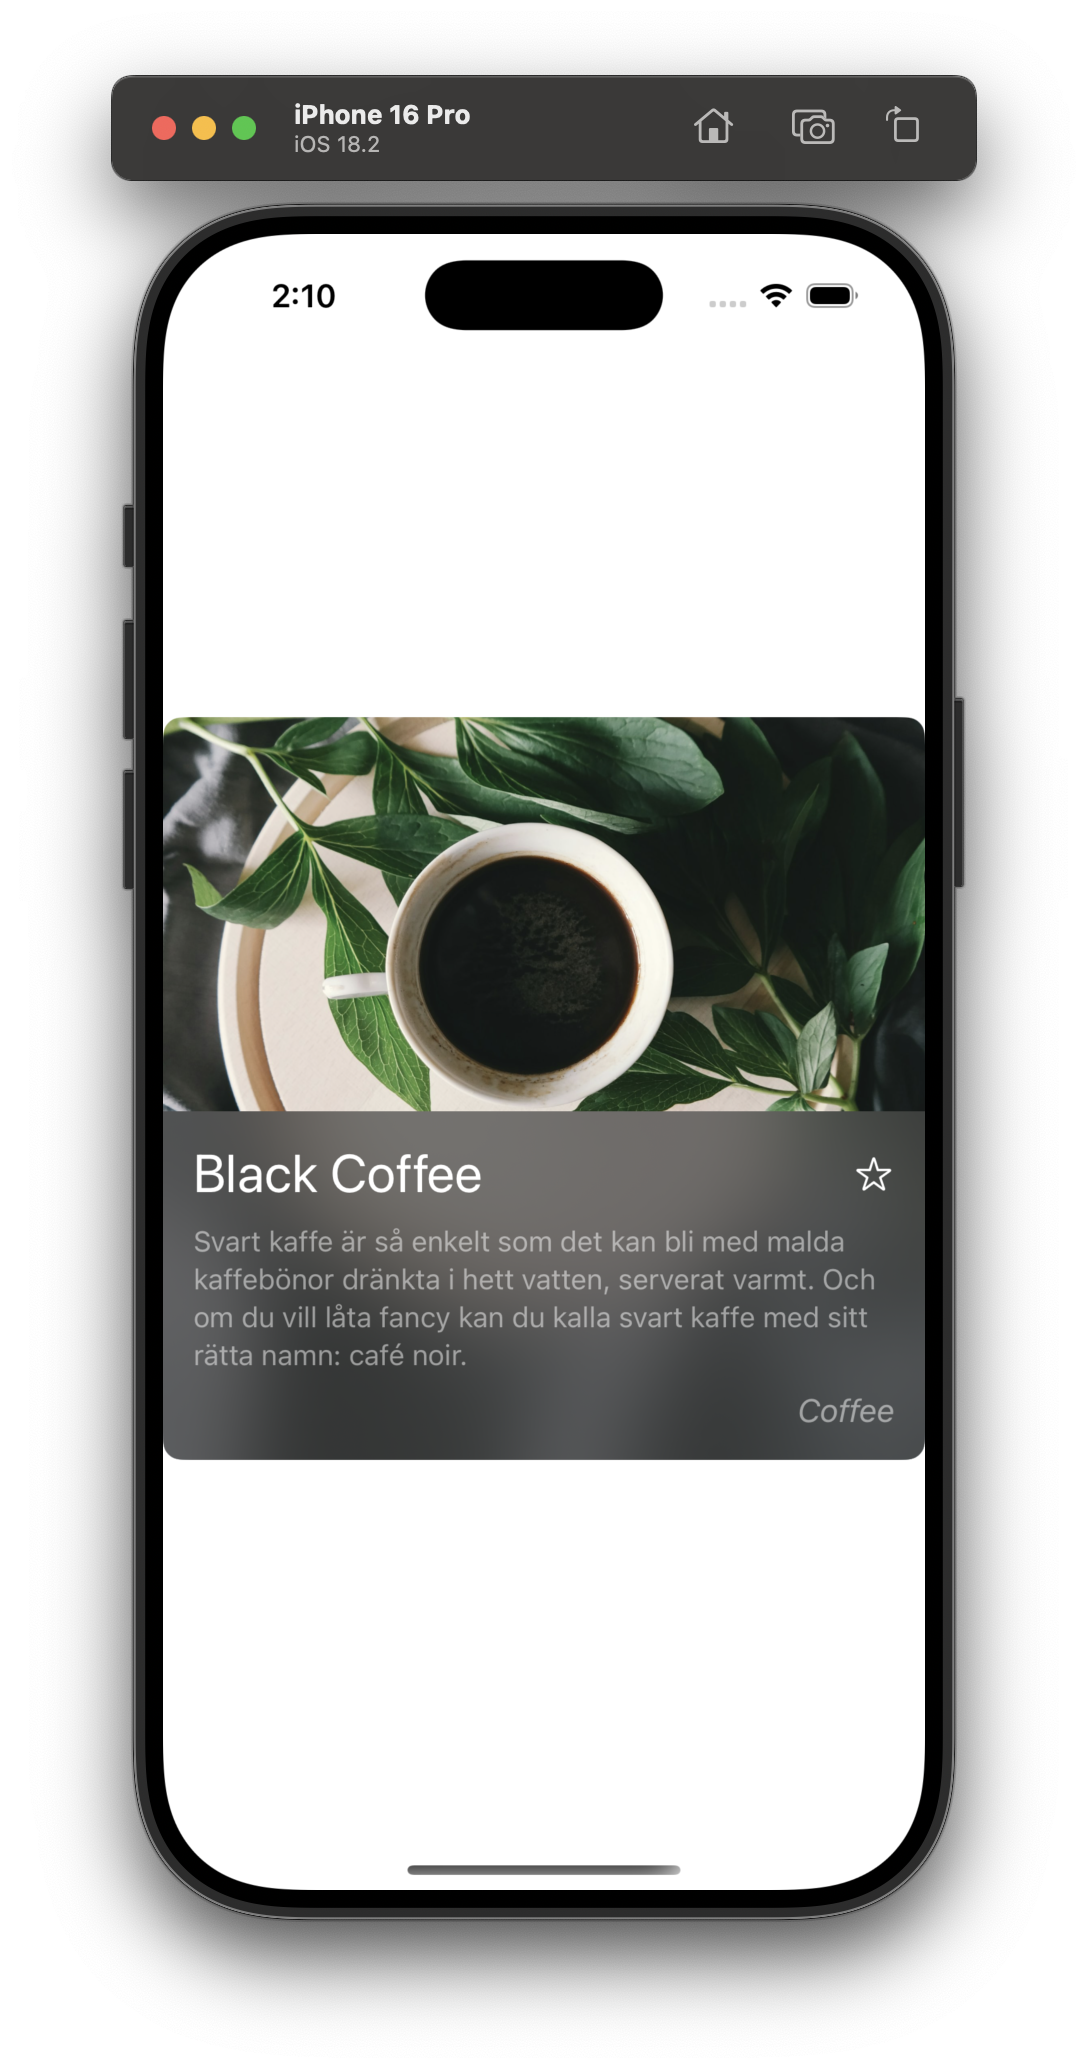 iPhone 16 Pro
iOS 18.2
2:10
Black Coffee
Svart kaffe är så enkelt som det kan bli med malda
kaffebönor dränkta i hett vatten, serverat varmt. Och
om du vill låta fancy kan du kalla svart kaffe med sitt
rätta namn: café noir.
Coffee